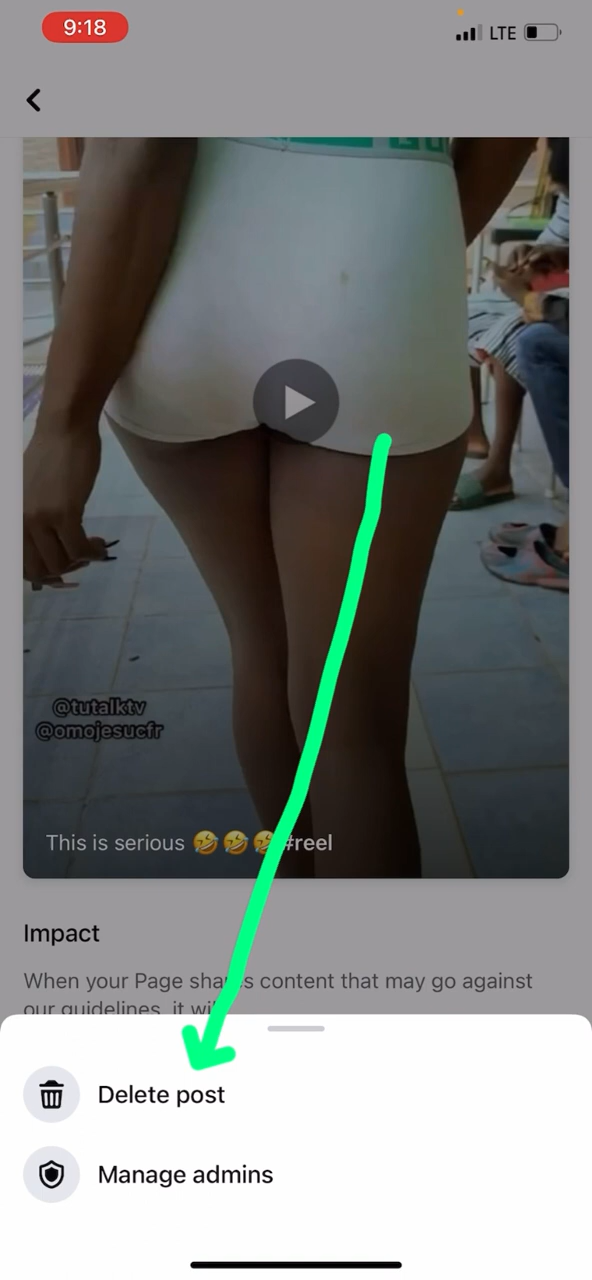 9:18
LTE
@tutalktv
@omojesucfr
This is serious 🤣🤣🤣 #reel
Impact
When your Page shares content that may go against
our guidelines, it
Delete post
Manage admins